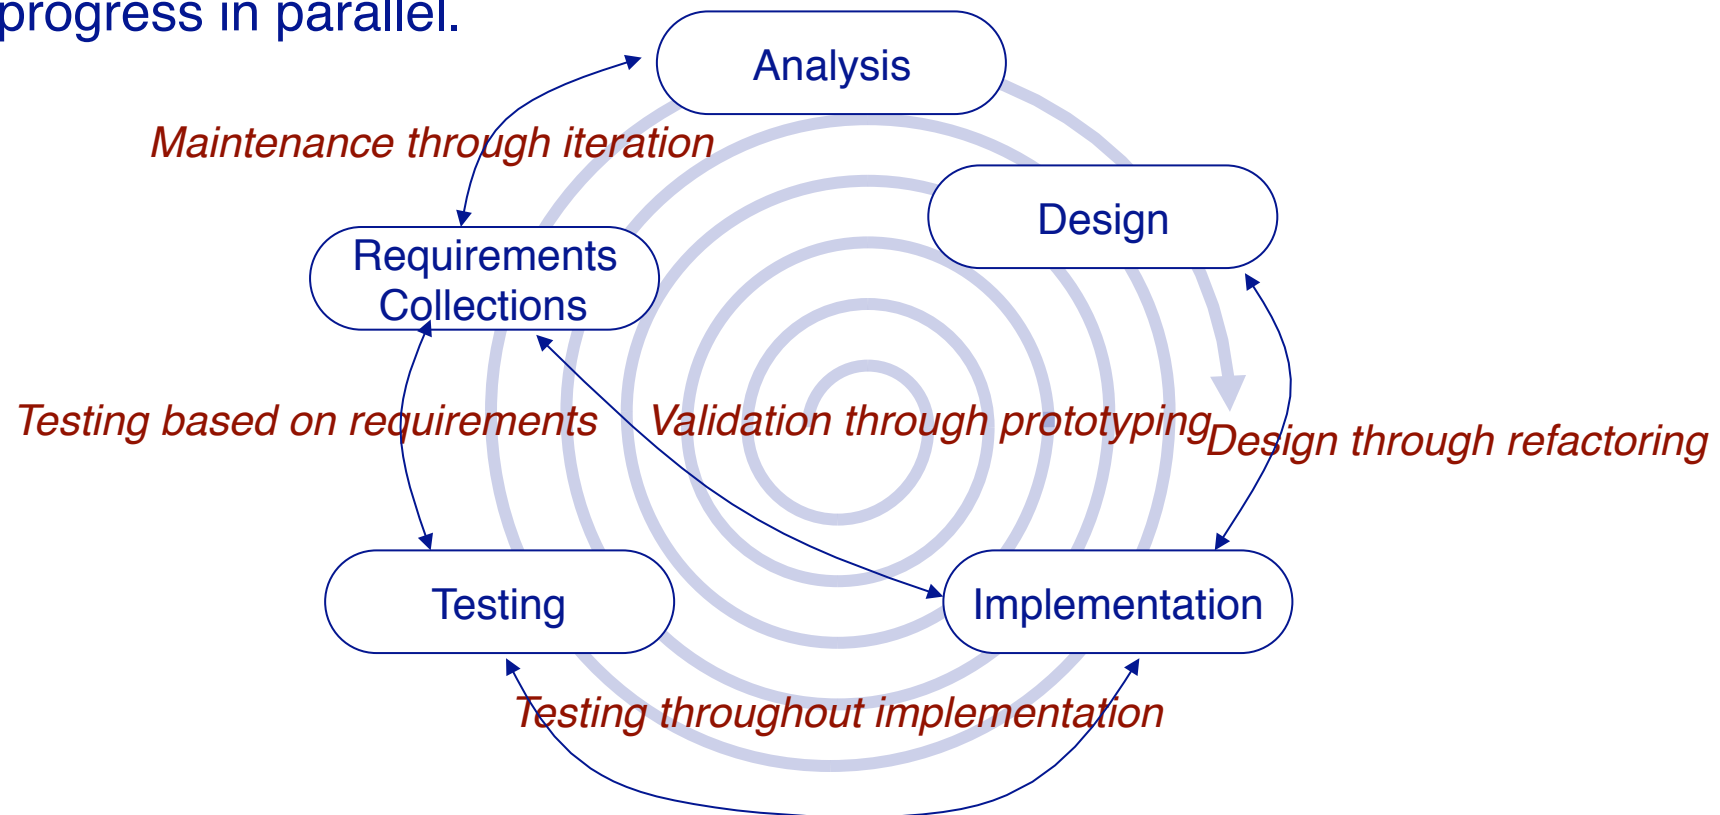 progress in parallel.
Analysis
Maintenance through iteration
Design
Requirements
Collections
Testing based on requirements
Validation through prototyping
Design through refactoring
Testing
Implementation
Testing throughout implementation